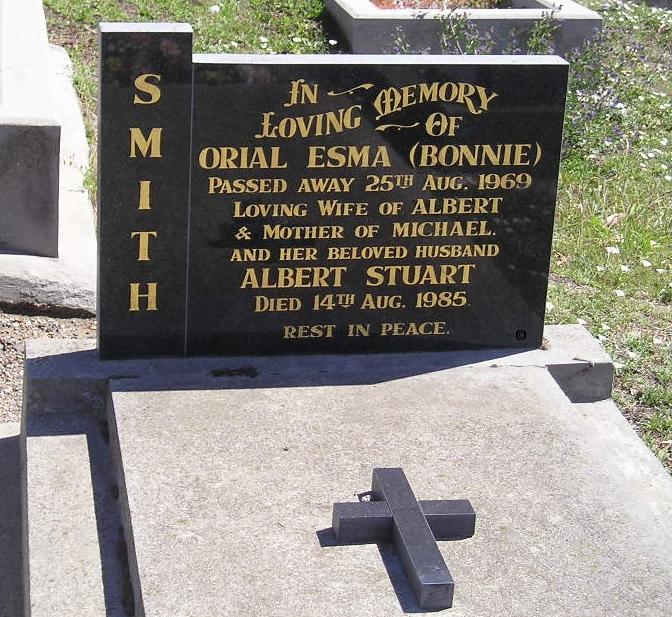 SMITH
IN MEMORY
LOVING OF
ORIAL ESMA (BONNIE)
PASSED AWAY 25TH AUG. 1969
LOVING WIFE OF ALBERT
& MOTHER OF MICHAEL.
AND HER BELOVED HUSBAND
ALBERT STUART
DIED 14TH AUG. 1985
REST IN PEACE.
©